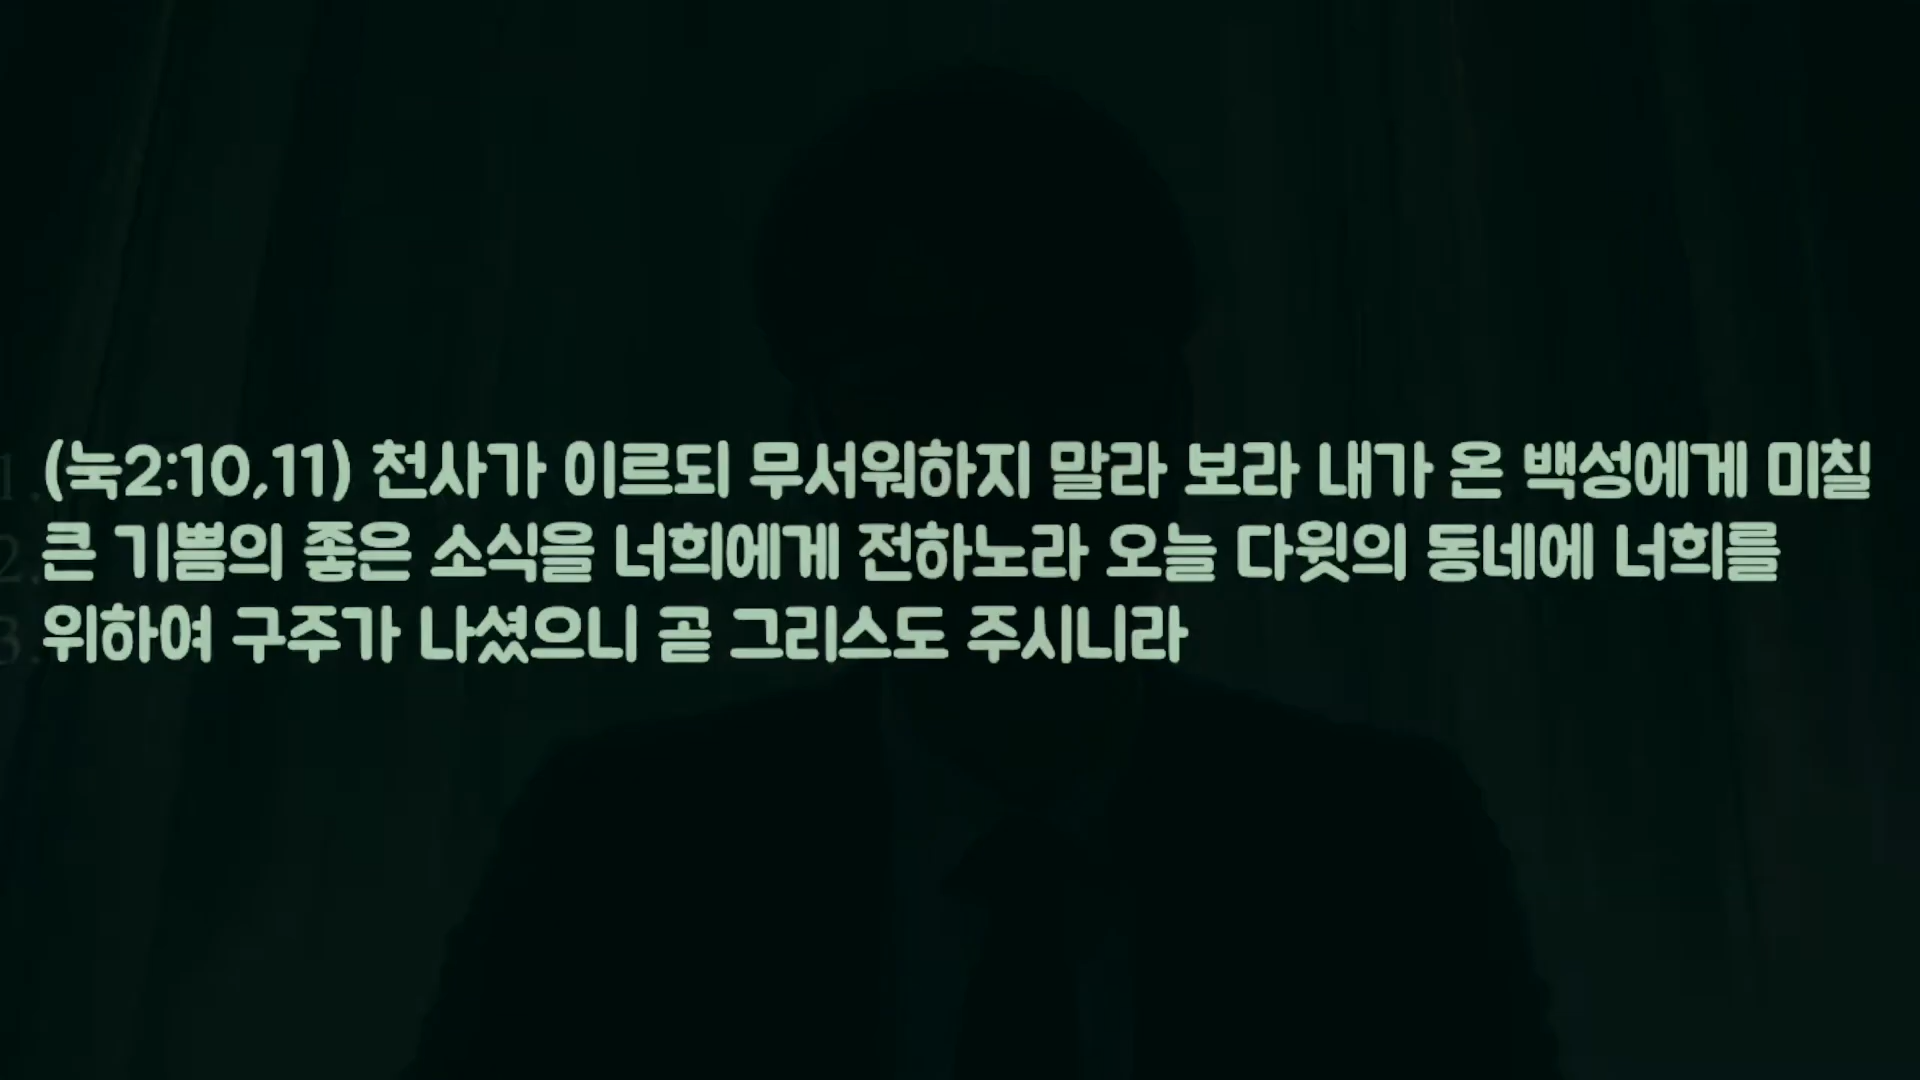 (눅2:10,11) 천사가 이르되 무서워하지 말라 보라 내가 온 백성에게 미칠
큰 기쁨의 좋은 소식을 너희에게 전하노라 오늘 다윗의 동네에 너희를
위하여 구주가 나셨으니 곧 그리스도 주시니라
1.
2.
3.